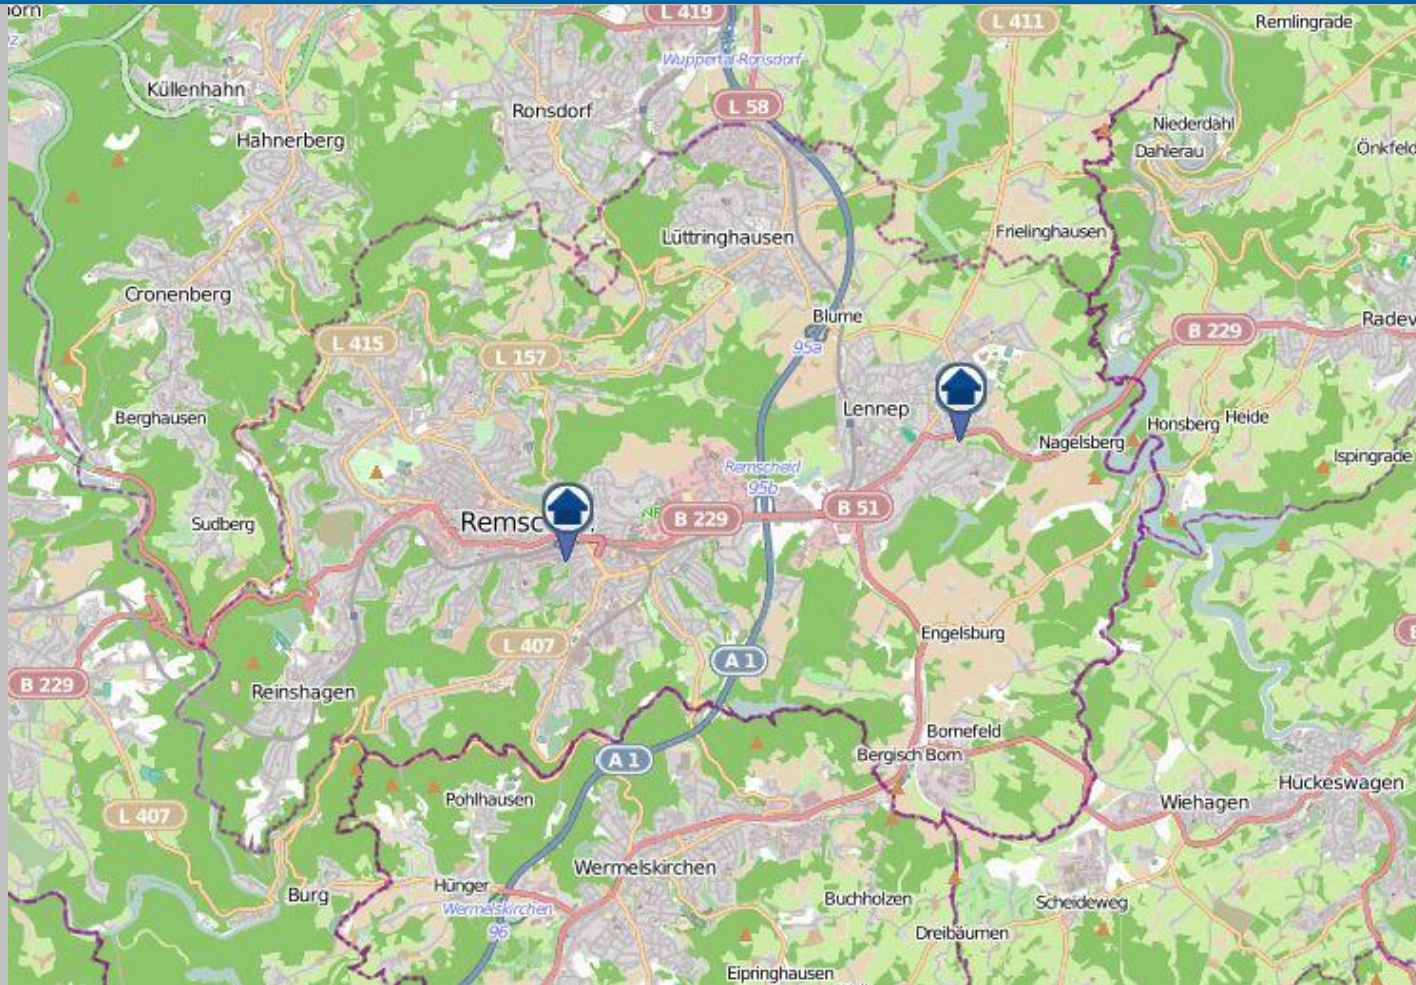 L 419
L 411
Remlingrade
Wuppertal-Ronsdorf
Küllenhahn
Ronsdorf
L 58
Niederdahl
Hahnerberg
Dahlerau
Önkfeld
Frielinghausen
Lüttringhausen
Cronenberg
Blume
Radev
B 229
L 415
95a
L 157
Berghausen
Lennep
Heide
Honsberg
Nagelsberg
Ispingrade
Remscheid
95b
B 51
Sudberg
Remsc
B 229
Engelsburg
L 407
A 1
B 229
Reinshagen
Bornefeld
Bergisch Born
A 1
Hückeswagen
Pohlhausen
Wiehagen
L 407
Wermelskirchen
Hünger
Burg
Buchholzen
Scheideweg
Wermelskirchen
96
Dreibäumen
Eipringhausen